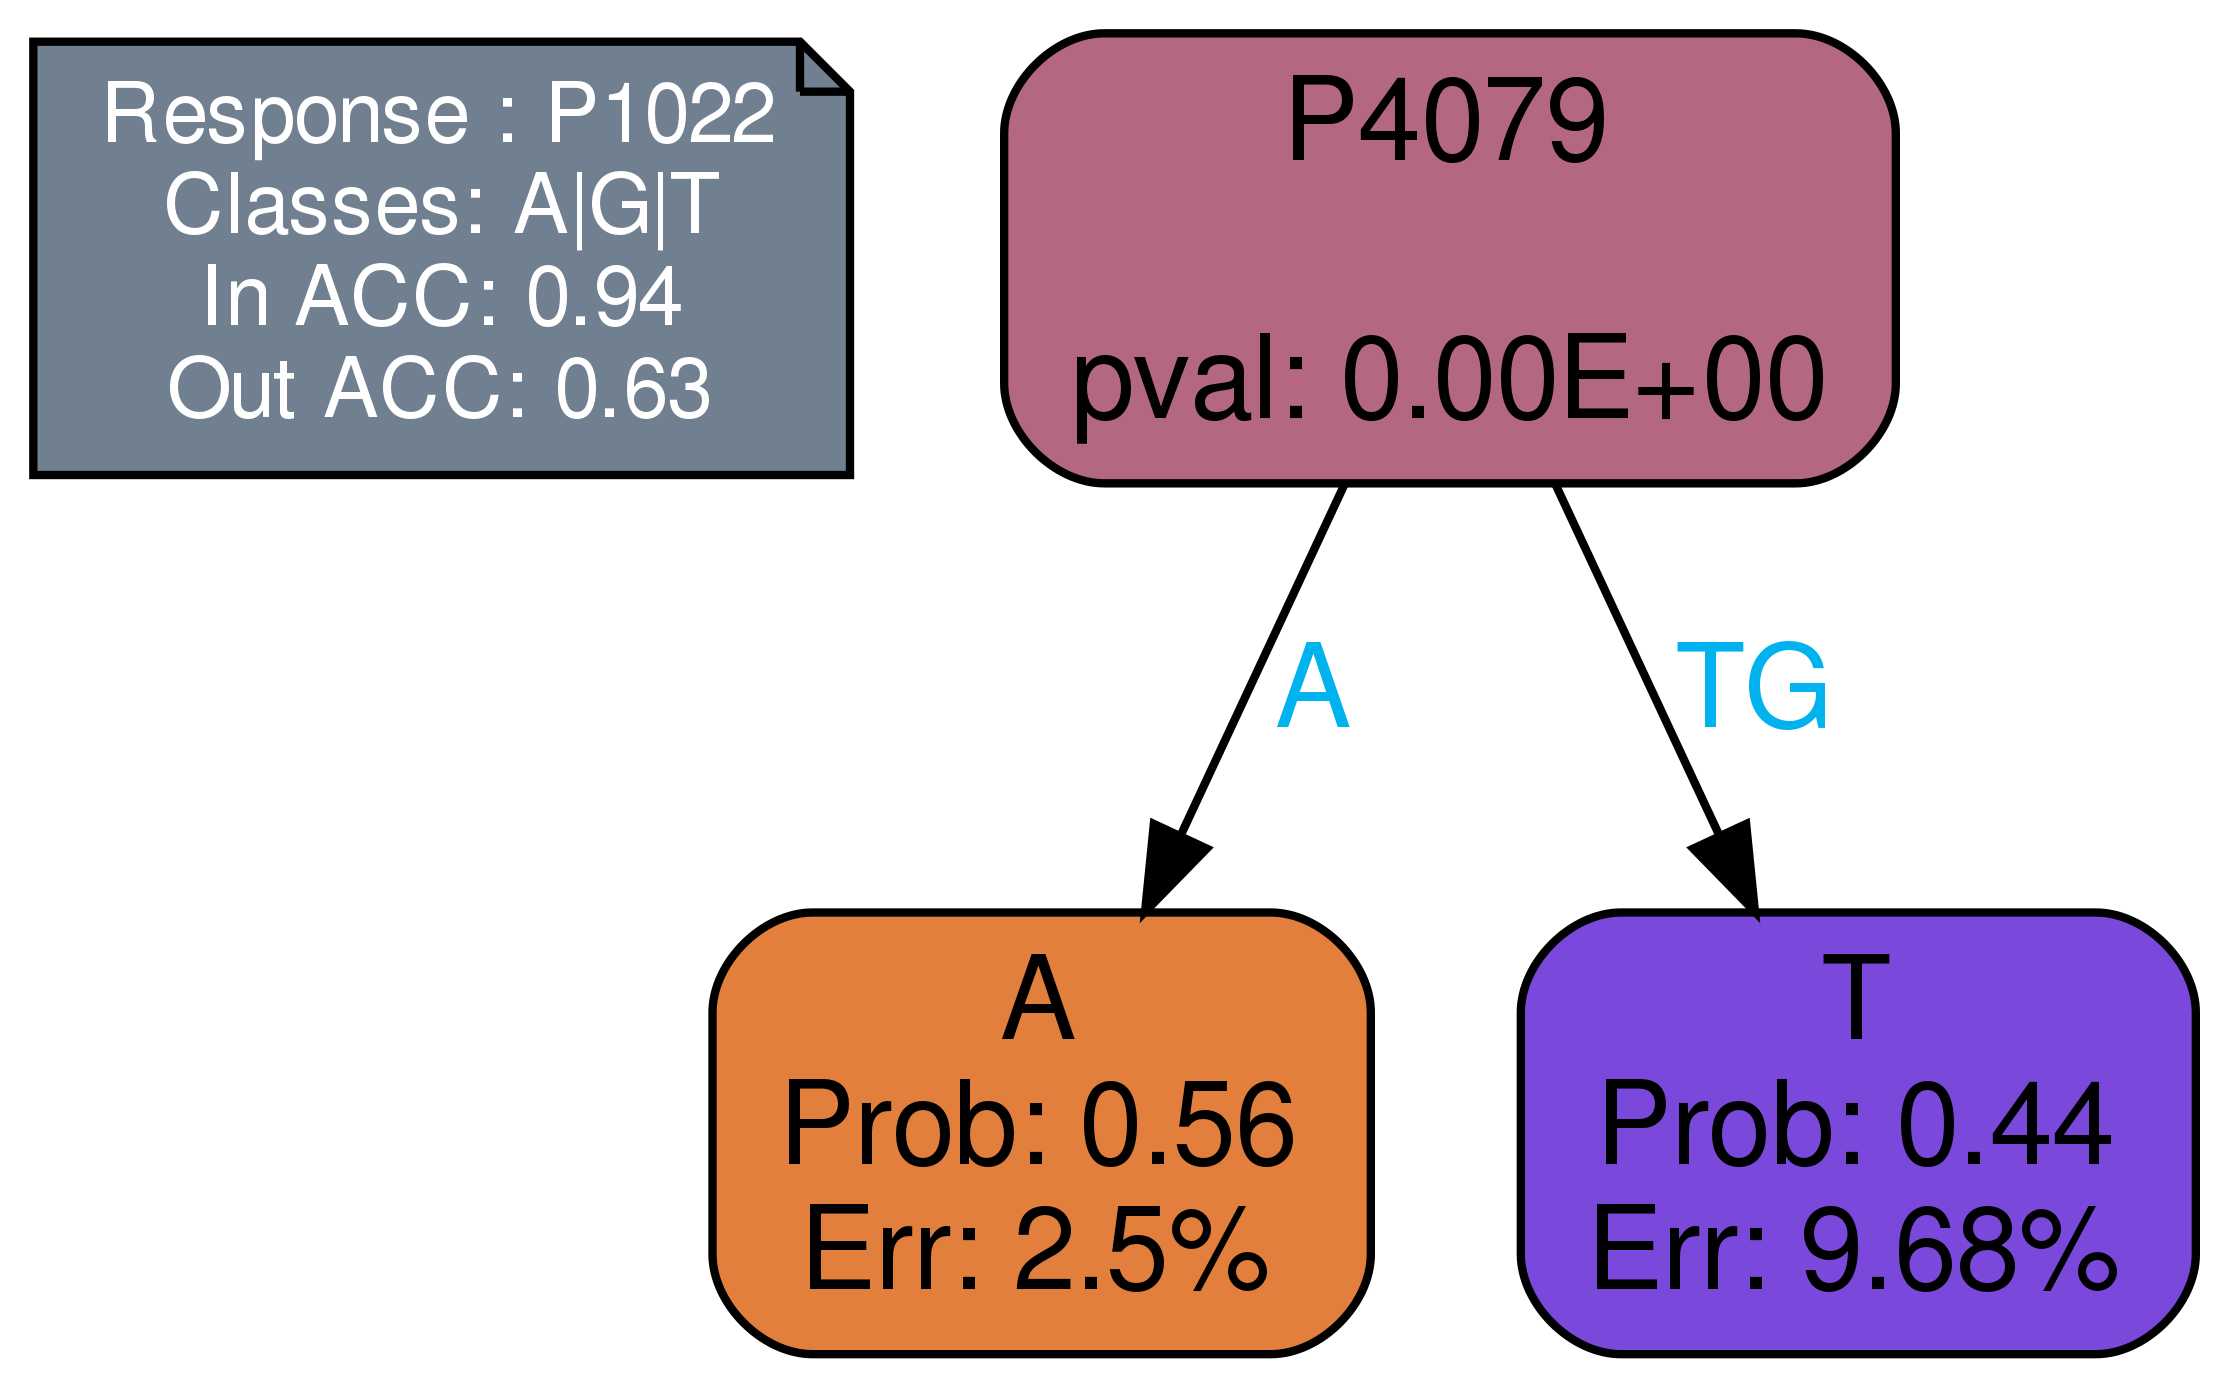 Response : P1022
Classes: A|G|T
In ACC: 0.94
Out ACC: 0.63
P4079
pval: 0.00E+00
A
TG
A
Prob: 0.56
Err: 2.5%
T
Prob: 0.44
Err: 9.68%